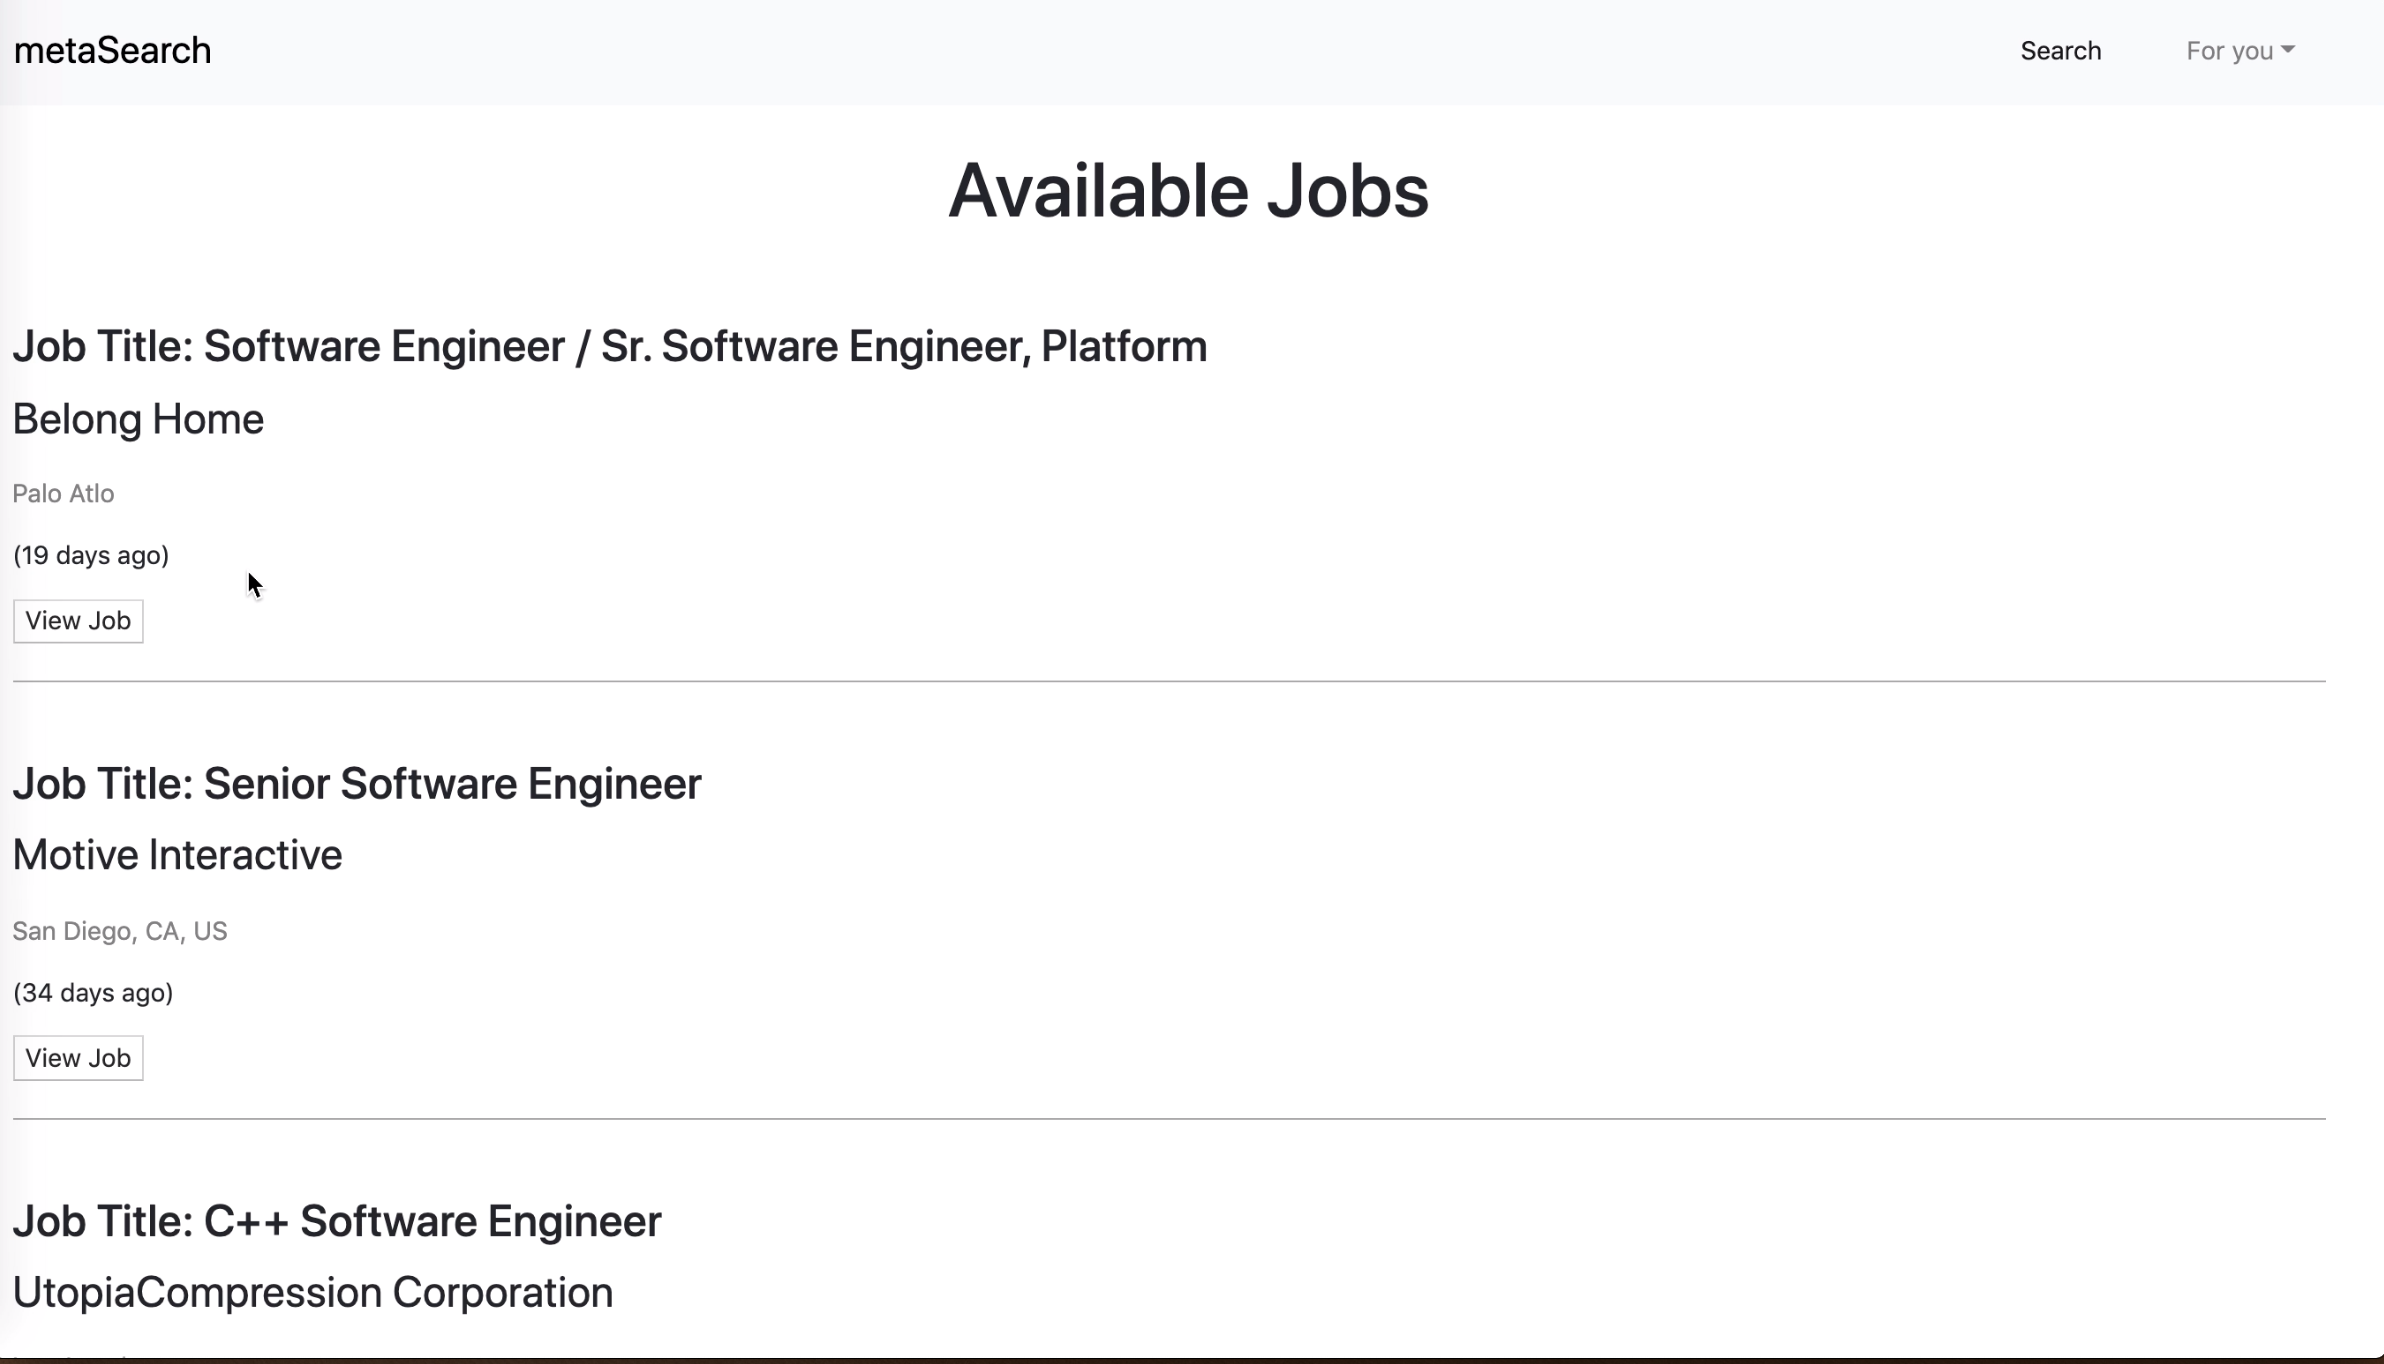 metaSearch
Search
For you
Available Jobs
Job Title: Software Engineer / Sr. Software Engineer, Platform
Belong Home
Palo Atlo
(19 days ago)
View Job
Job Title: Senior Software Engineer
Motive Interactive
San Diego, CA, US
(34 days ago)
View Job
Job Title: C++ Software Engineer
UtopiaCompression Corporation